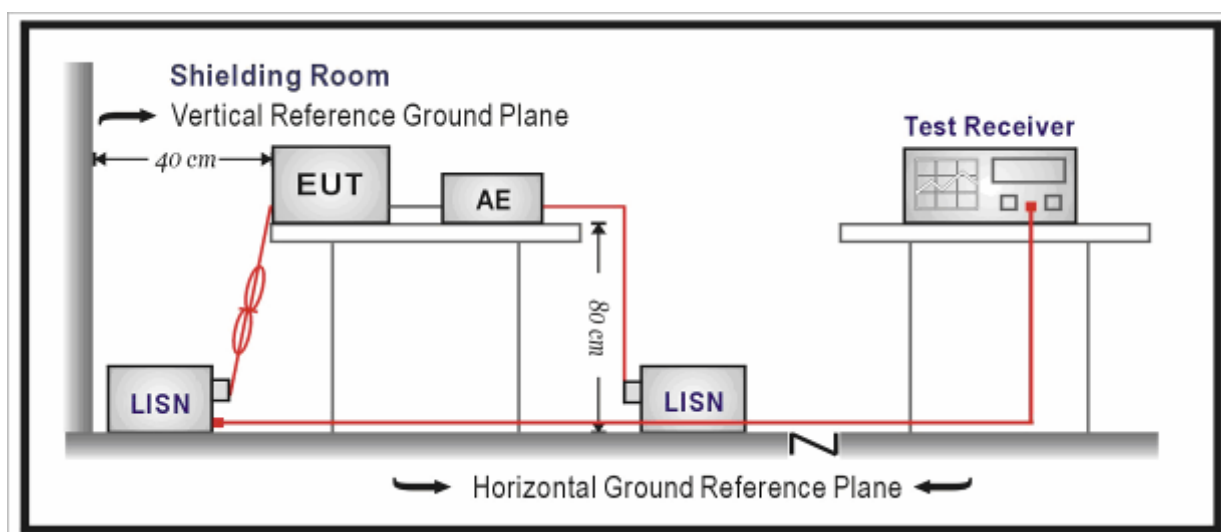 Shielding Room
Vertical Reference Ground Plane
Test Receiver
40 cm
EUT
AE
80 cm
LISN
LISN
Horizontal Ground Reference Plane